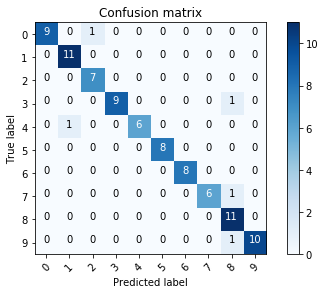 Confusion matrix
0 9 0 1 0 0 0 0 0 0 0
1 0 11 0 0 0 0 0 0 0 0
2 0 0 7 0 0 0 0 0 0 0
3 0 0 0 9 0 0 0 0 1 0
4 0 1 0 0 6 0 0 0 0 0
5 0 0 0 0 0 8 0 0 0 0
6 0 0 0 0 0 0 8 0 0 0
7 0 0 0 0 0 0 0 6 1 0
8 0 0 0 0 0 0 0 0 11 0
9 0 0 0 0 0 0 0 0 1 10
0 1 2 3 4 5 6 7 8 9
True label
Predicted label
10
8
6
4
2
0